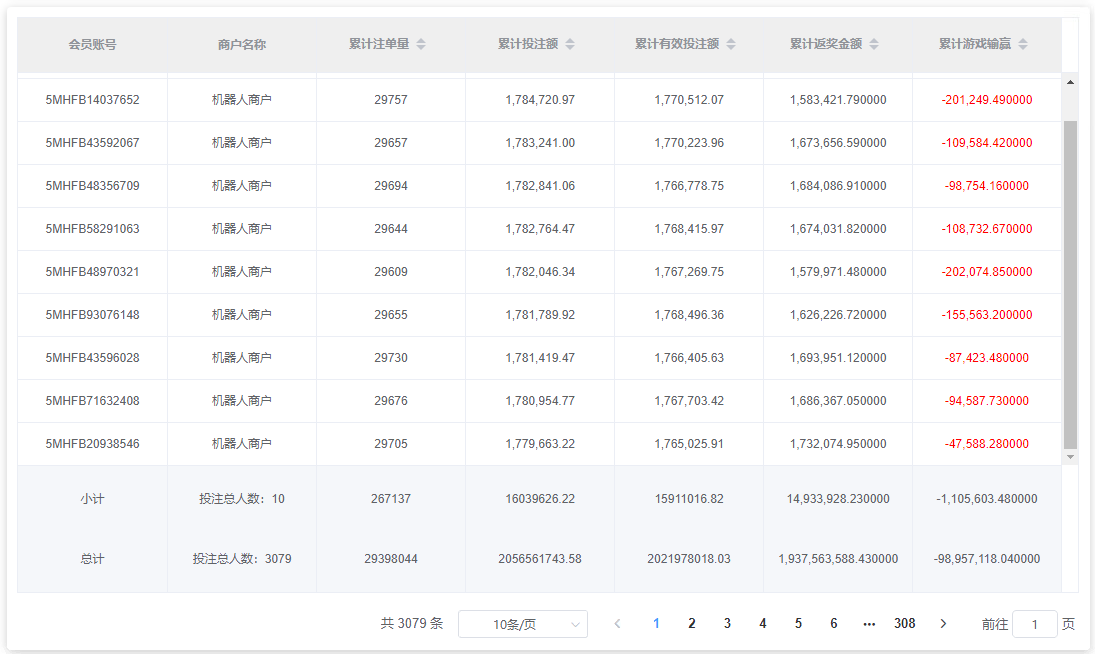 会员账号 商户名称 累计注单量 累计投注额 累计有效投注额 累计返奖金额 累计游戏输赢
5MHFB14037652 机器人商户 29757 1,784,720.97 1,770,512.07 1,583,421.790000 -201,249.490000
5MHFB43592067 机器人商户 29657 1,783,241.00 1,770,223.96 1,673,656.590000 -109,584.420000
5MHFB48356709 机器人商户 29694 1,782,841.06 1,766,778.75 1,684,086.910000 -98,754.160000
5MHFB58291063 机器人商户 29644 1,782,764.47 1,768,415.97 1,674,031.820000 -108,732.670000
5MHFB48970321 机器人商户 29609 1,782,046.34 1,767,269.75 1,579,971.480000 -202,074.850000
5MHFB93076148 机器人商户 29655 1,781,789.92 1,768,496.36 1,626,226.720000 -155,563.200000
5MHFB43596028 机器人商户 29730 1,781,419.47 1,766,405.63 1,693,951.120000 -87,423.480000
5MHFB71632408 机器人商户 29676 1,780,954.77 1,767,703.42 1,686,367.050000 -94,587.730000
5MHFB20938546 机器人商户 29705 1,779,663.22 1,765,025.91 1,732,074.950000 -47,588.280000
小计 投注总人数：10 267137 16039626.22 15911016.82 14,933,928.230000 -1,105,603.480000
总计 投注总人数：3079 29398044 2056561743.58 2021978018.03 1,937,563,588.430000 -98,957,118.040000
共 3079 条 10条/页 1 2 3 4 5 6 ••• 308 前往 1 页